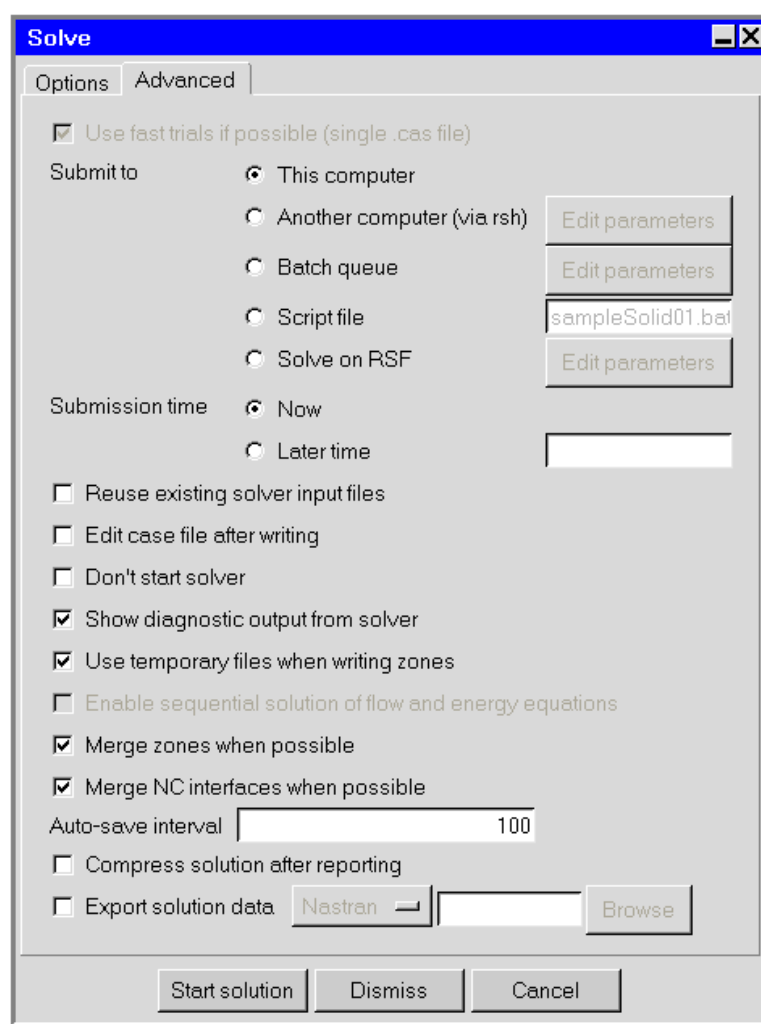 Solve
Options Advanced
Use fast trials if possible (single .cas file)
Submit to This computer
Another computer (via rsh) Edit parameters
Batch queue Edit parameters
Script file sampleSolid01.bat
Solve on RSF Edit parameters
Submission time Now
Later time
Reuse existing solver input files
Edit case file after writing
Don't start solver
Show diagnostic output from solver
Use temporary files when writing zones
Enable sequential solution of flow and energy equations
Merge zones when possible
Merge NC interfaces when possible
Auto-save interval 100
Compress solution after reporting
Export solution data Nastran Browse
Start solution Dismiss Cancel